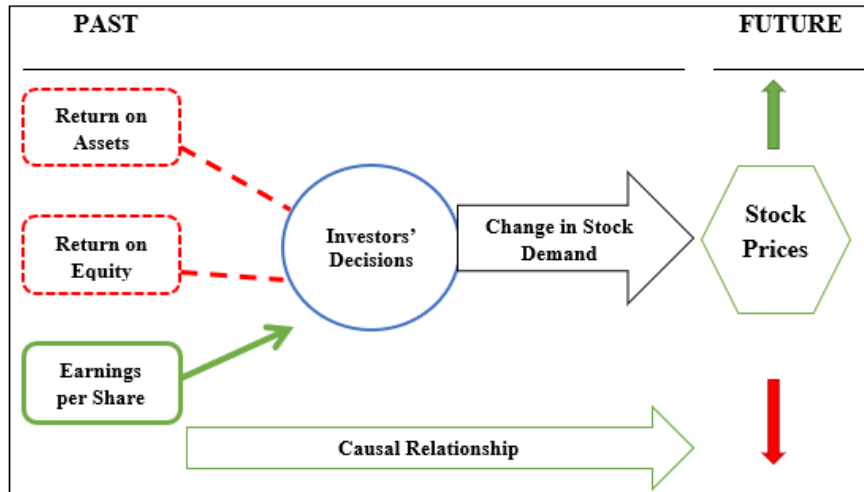 PAST
FUTURE
Return on
Assets
Return on
Equity
Earnings
per Share
Investors’
Decisions
Change in Stock
Demand
Stock
Prices
Causal Relationship